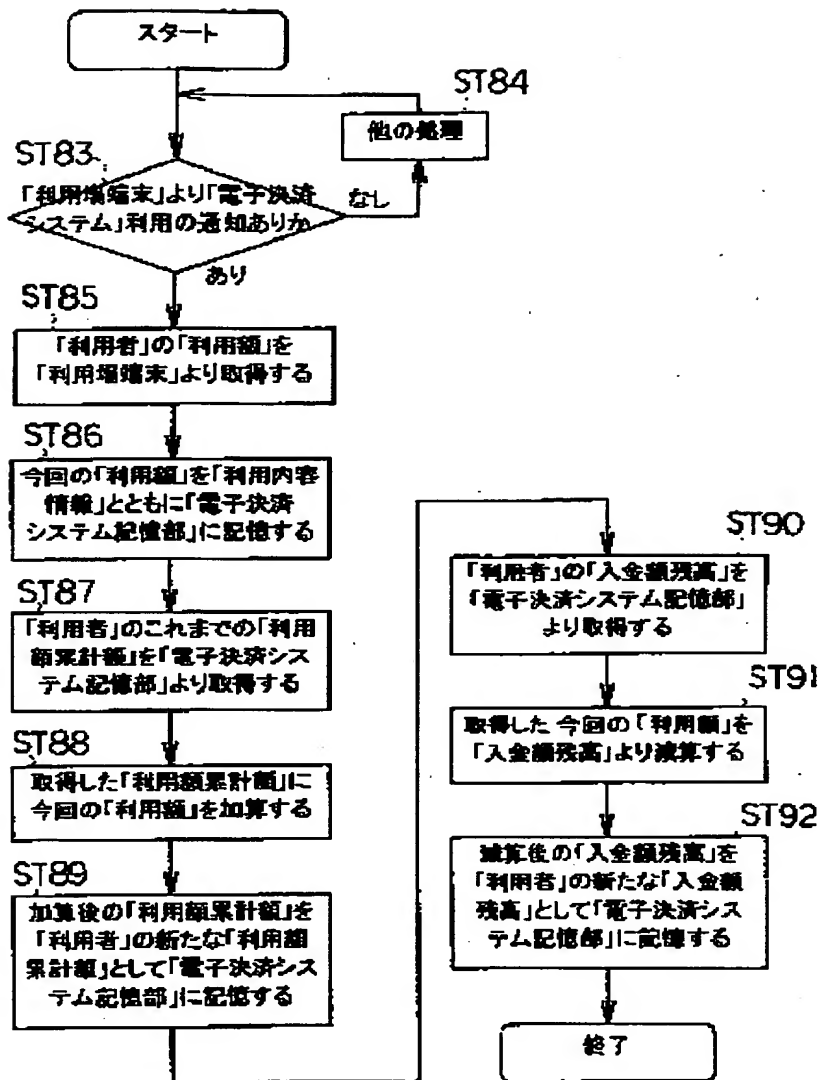 スタート
ST84
他の処理
ST83
「利用場端末」より「電子決済
システム」利用の通知ありか
なし
あり
ST85
「利用者」の「利用額」を
「利用場端末」より取得する
ST86
今回の「利用額」を「利用内容
情報」とともに「電子決済
システム記憶部」に記憶する
ST87
「利用者」のこれまでの「利用
額累計額」を「電子決済シス
テム記憶部」より取得する
ST88
取得した「利用額累計額」に
今回の「利用額」を加算する
ST89
加算後の「利用額累計額」を
「利用者」の新たな「利用額
累計額」として「電子決済シス
テム記憶部」に記憶する
ST90
「利用者」の「入金額残高」を
「電子決済システム記憶部」
より取得する
ST91
取得した 今回の「利用額」を
「入金額残高」より減算する
ST92
減算後の「入金額残高」を
「利用者」の新たな「入金額
残高」として「電子決済シス
テム記憶部」に記憶する
終了